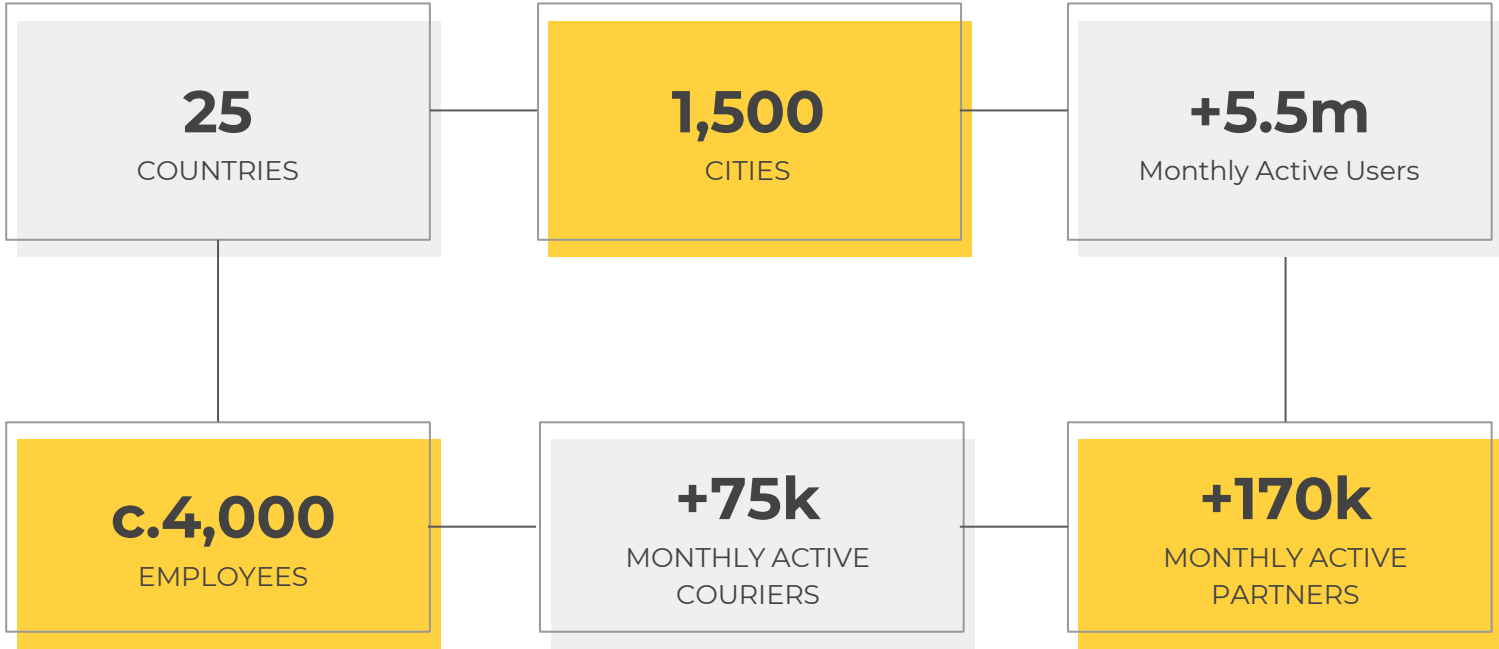 25
COUNTRIES
1,500
CITIES
+5.5m
Monthly Active Users
c.4,000
EMPLOYEES
+75k
MONTHLY ACTIVE
COURIERS
+170k
MONTHLY ACTIVE
PARTNERS